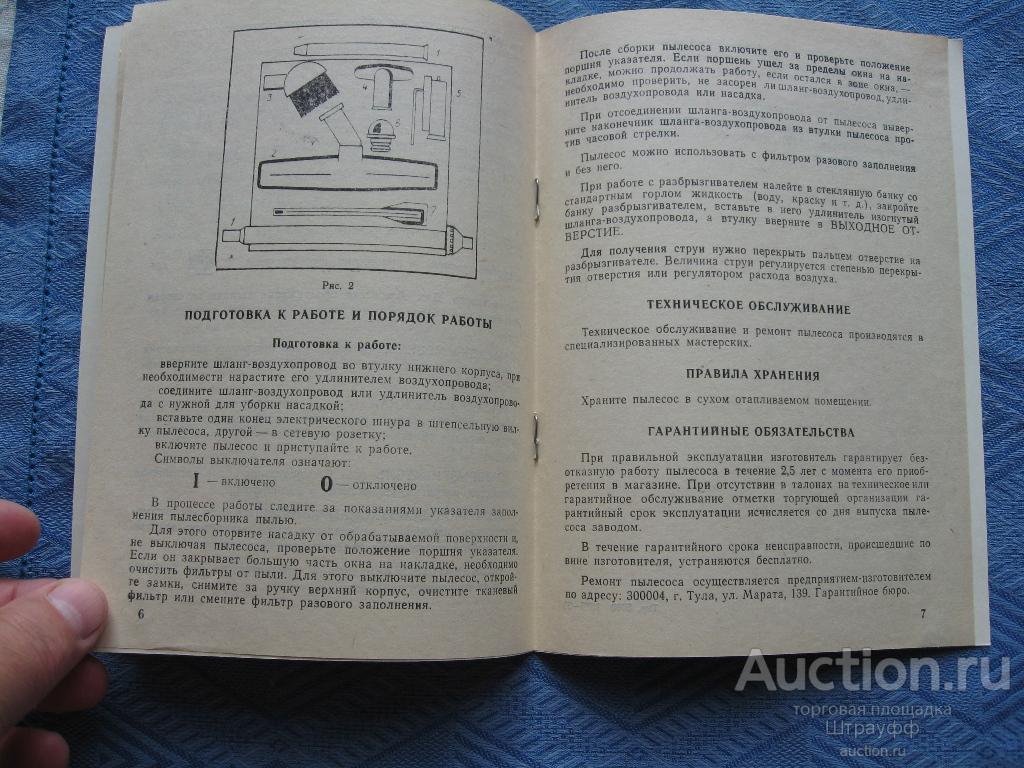 1
3
4
5
6
2
7
1
Рис. 2
ПОДГОТОВКА К РАБОТЕ И ПОРЯДОК РАБОТЫ
Подготовка к работе:
вверните шланг-воздухопровод во втулку нижнего корпуса, при
необходимости нарастите его удлинителем воздухопровода;
соедините шланг-воздухопровод или удлинитель воздухопрово-
да с нужной для уборки насадкой;
вставьте один конец электрического шнура в штепсельную вил-
ку пылесоса, другой — в сетевую розетку;
включите пылесос и приступайте к работе.
Символы выключателя означают:
I — включено О — отключено
В процессе работы следите за показаниями указателя запол-
нения пылесборника пылью.
Для этого оторвите насадку от обрабатываемой поверхности и,
не выключая пылесоса, проверьте положение поршня указателя.
Если он закрывает большую часть окна на накладке, необходимо
очистить фильтры от пыли. Для этого выключите пылесос, открой-
те замки, снимите за ручку верхний корпус, очистите тканевый
фильтр или смените фильтр разового заполнения.
6
После сборки пылесоса включите его и проверьте положение
поршня указателя. Если поршень ушел за пределы окна на на-
кладке, можно продолжать работу, если остался в зоне окна, —
необходимо проверить, не засорен ли шланг-воздухопровод, удли-
нитель воздухопровода или насадка.
При отсоединении шланга-воздухопровода от пылесоса вывер-
ните наконечник шланга-воздухопровода из втулки пылесоса про-
тив часовой стрелки.
Пылесос можно использовать с фильтром разового заполнения
и без него.
При работе с разбрызгивателем налейте в стеклянную банку со
стандартным горлом жидкость (воду, краску и т. д.), закройте
банку разбрызгивателем, вставьте в него удлинитель изогнутый
шланга-воздухопровода, а втулку вверните в ВЫХОДНОЕ ОТ-
ВЕРСТИЕ.
Для получения струи нужно перекрыть пальцем отверстие на
разбрызгивателе. Величина струи регулируется степенью перекры-
тия отверстия или регулятором расхода воздуха.
ТЕХНИЧЕСКОЕ ОБСЛУЖИВАНИЕ
Техническое обслуживание и ремонт пылесоса производятся в
специализированных мастерских.
ПРАВИЛА ХРАНЕНИЯ
Храните пылесос в сухом отапливаемом помещении.
ГАРАНТИЙНЫЕ ОБЯЗАТЕЛЬСТВА
При правильной эксплуатации изготовитель гарантирует без-
отказную работу пылесоса в течение 2,5 лет с момента его приоб-
ретения в магазине. При отсутствии в талонах на техническое или
гарантийное обслуживание отметки торгующей организации га-
рантийный срок эксплуатации исчисляется со дня выпуска пыле-
соса заводом.
В течение гарантийного срока неисправности, происшедшие по
вине изготовителя, устраняются бесплатно.
Ремонт пылесоса осуществляется предприятием-изготовителем
по адресу: 300004, г. Тула, ул. Марата, 139. Гарантийное бюро.
7
Auction.ru
торговая площадка
Штрауфф
auction.ru